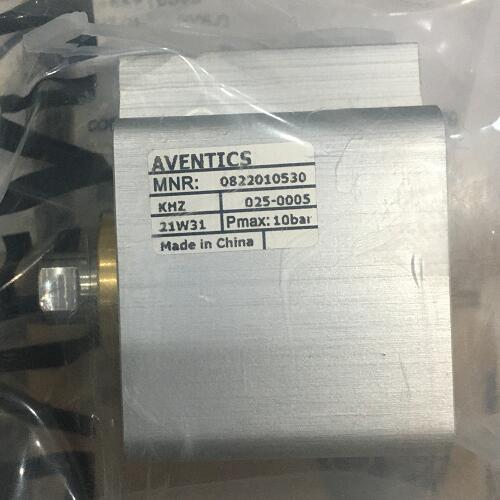 AVENTICS
MNR: 0822010530
KHZ 025-0005
21W31 Pmax: 10bar
Made in China